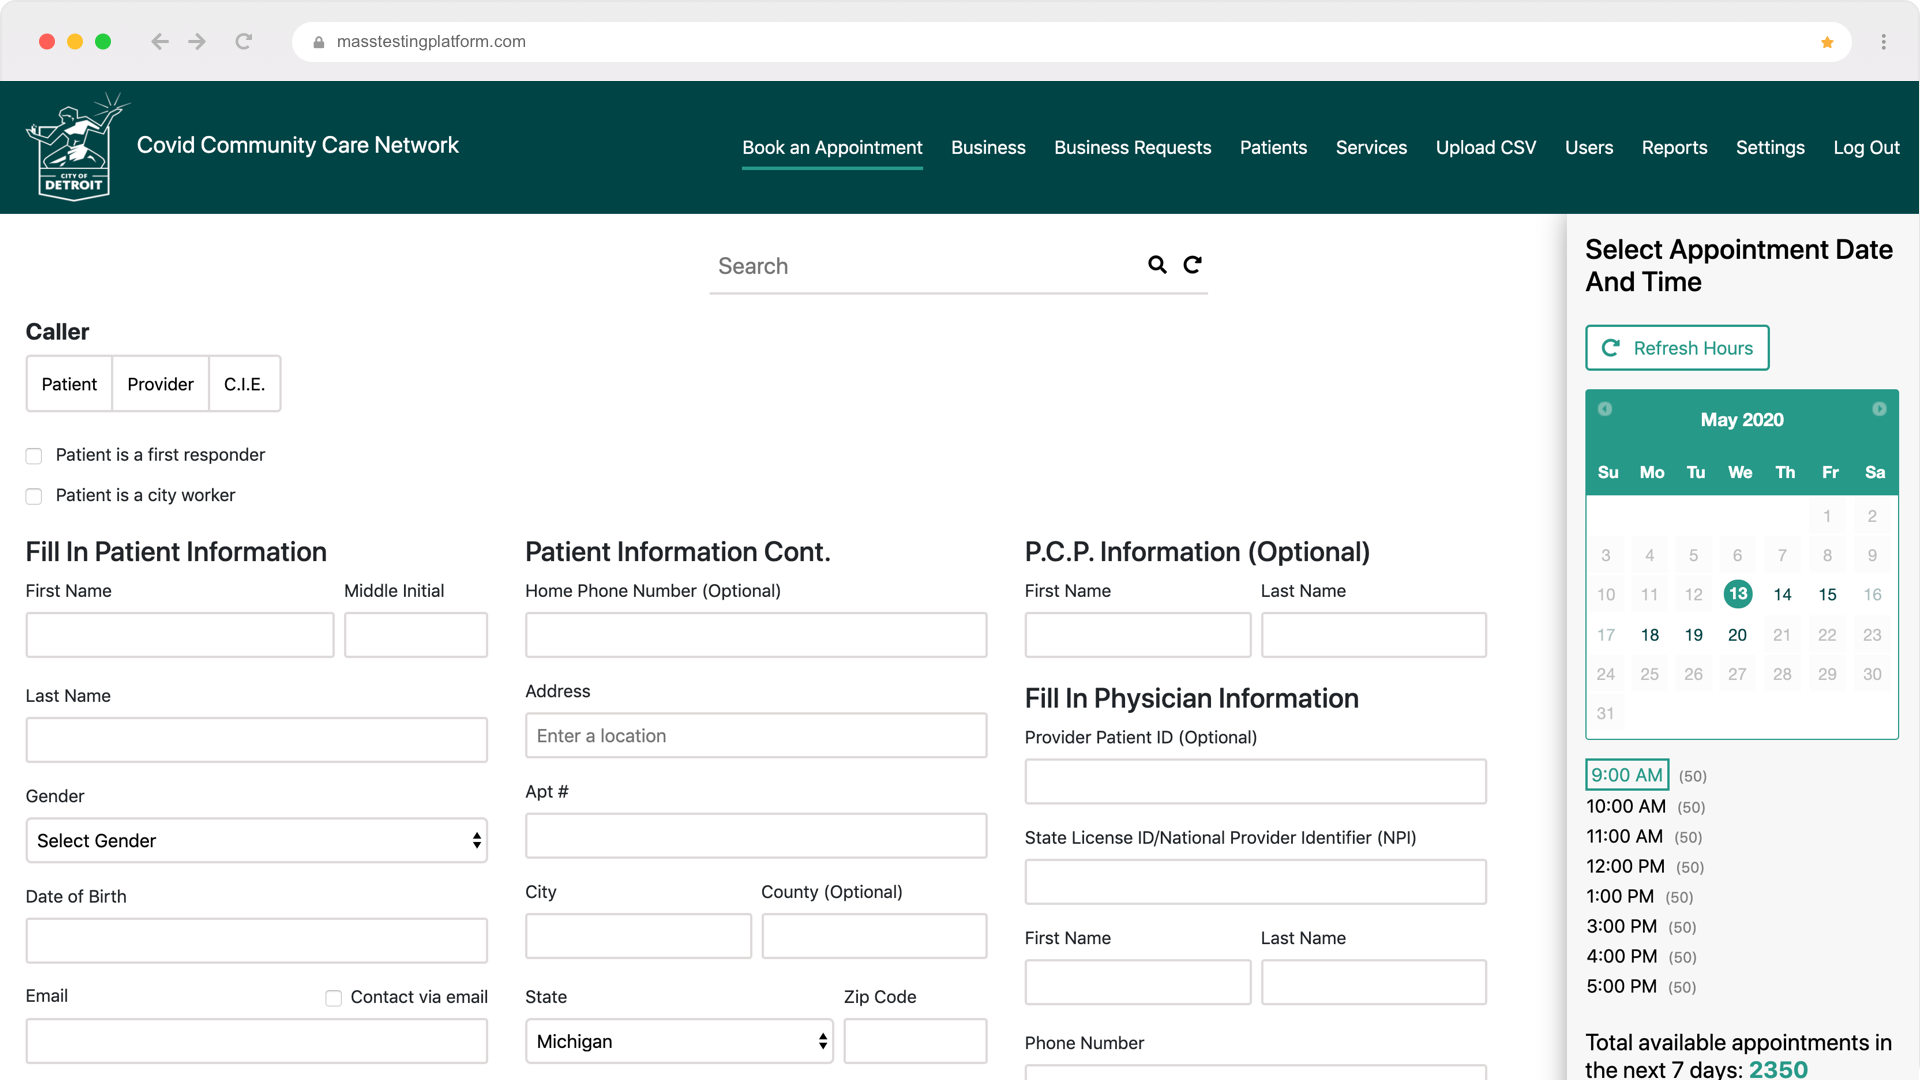 masstestingplatform.com
CITY OF
DETROIT
Covid Community Care Network
Book an Appointment
Business
Business Requests
Patients
Services
Upload CSV
Users
Reports
Settings
Log Out
Search
Caller
Patient
Provider
C.I.E.
Patient is a first responder
Patient is a city worker
Fill In Patient Information
First Name
Middle Initial
Last Name
Gender
Select Gender
Date of Birth
Email
Contact via email
Patient Information Cont.
Home Phone Number (Optional)
Address
Enter a location
Apt #
City
County (Optional)
State
Zip Code
Michigan
P.C.P. Information (Optional)
First Name
Last Name
Fill In Physician Information
Provider Patient ID (Optional)
State License ID/National Provider Identifier (NPI)
First Name
Last Name
Phone Number
Select Appointment Date
And Time
Refresh Hours
May 2020
Su Mo Tu We Th Fr Sa
1 2
3 4 5 6 7 8 9
10 11 12 13 14 15 16
17 18 19 20 21 22 23
24 25 26 27 28 29 30
31
9:00 AM (50)
10:00 AM (50)
11:00 AM (50)
12:00 PM (50)
1:00 PM (50)
3:00 PM (50)
4:00 PM (50)
5:00 PM (50)
Total available appointments in
the next 7 days: 2350